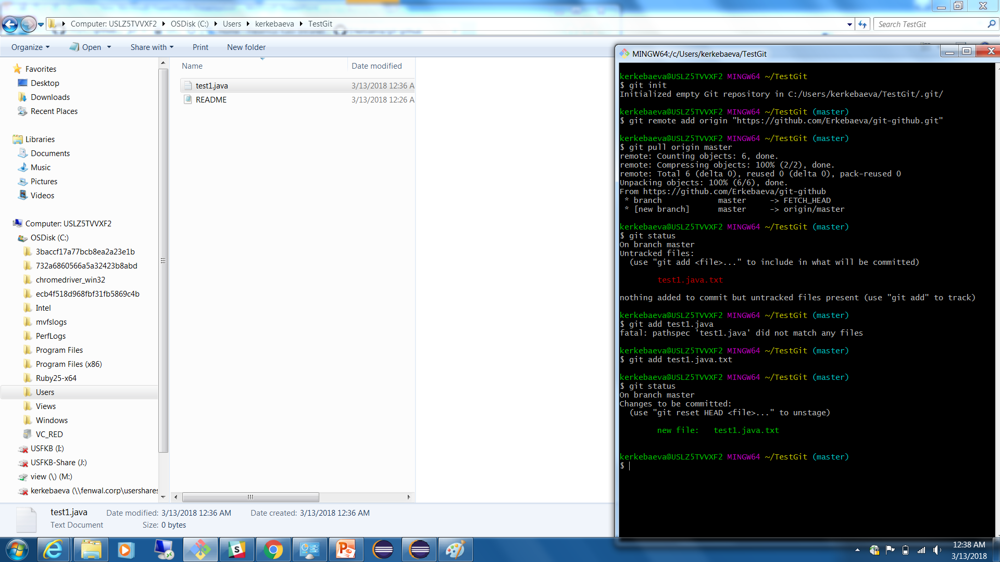 Computer: USLZ5TVVXF2 OSDisk (C:) Users kerkebaeva TestGit
Search TestGit
Organize Open Share with Print New folder
Favorites
Desktop
Downloads
Recent Places
Libraries
Documents
Music
Pictures
Videos
Computer: USLZ5TVVXF2
OSDisk (C:)
3baccf17a77bcb8ea2a23e1b
732a6860566a5a32423b8abd
chromedriver_win32
ecb4f518d968fbf31fb5869c4b
Intel
mvfslogs
PerfLogs
Program Files
Program Files (x86)
Ruby25-x64
Users
Views
Windows
VC_RED
USFKB (I:)
USFKB-Share (J:)
view (\) (M:)
kerkebaeva (\\fenwal.corp\usershares
Name Date modified
test1.java 3/13/2018 12:36 A
README 3/13/2018 12:26 A
MINGW64:/c/Users/kerkebaeva/TestGit
kerkebaeva@USLZ5TVVXF2 MINGW64 ~/TestGit
$ git init
Initialized empty Git repository in C:/Users/kerkebaeva/TestGit/.git/
kerkebaeva@USLZ5TVVXF2 MINGW64 ~/TestGit (master)
$ git remote add origin "https://github.com/Erkebaeva/git-github.git"
kerkebaeva@USLZ5TVVXF2 MINGW64 ~/TestGit (master)
$ git pull origin master
remote: Counting objects: 6, done.
remote: Compressing objects: 100% (2/2), done.
remote: Total 6 (delta 0), reused 0 (delta 0), pack-reused 0
Unpacking objects: 100% (6/6), done.
From https://github.com/Erkebaeva/git-github
* branch master -> FETCH_HEAD
* [new branch] master -> origin/master
kerkebaeva@USLZ5TVVXF2 MINGW64 ~/TestGit (master)
$ git status
On branch master
Untracked files:
(use "git add <file>..." to include in what will be committed)
test1.java.txt
nothing added to commit but untracked files present (use "git add" to track)
kerkebaeva@USLZ5TVVXF2 MINGW64 ~/TestGit (master)
$ git add test1.java
fatal: pathspec 'test1.java' did not match any files
kerkebaeva@USLZ5TVVXF2 MINGW64 ~/TestGit (master)
$ git add test1.java.txt
kerkebaeva@USLZ5TVVXF2 MINGW64 ~/TestGit (master)
$ git status
On branch master
Changes to be committed:
(use "git reset HEAD <file>..." to unstage)
new file: test1.java.txt
kerkebaeva@USLZ5TVVXF2 MINGW64 ~/TestGit (master)
$
test1.java Date modified: 3/13/2018 12:36 AM Date created: 3/13/2018 12:36 AM
Text Document Size: 0 bytes
12:38 AM
3/13/2018